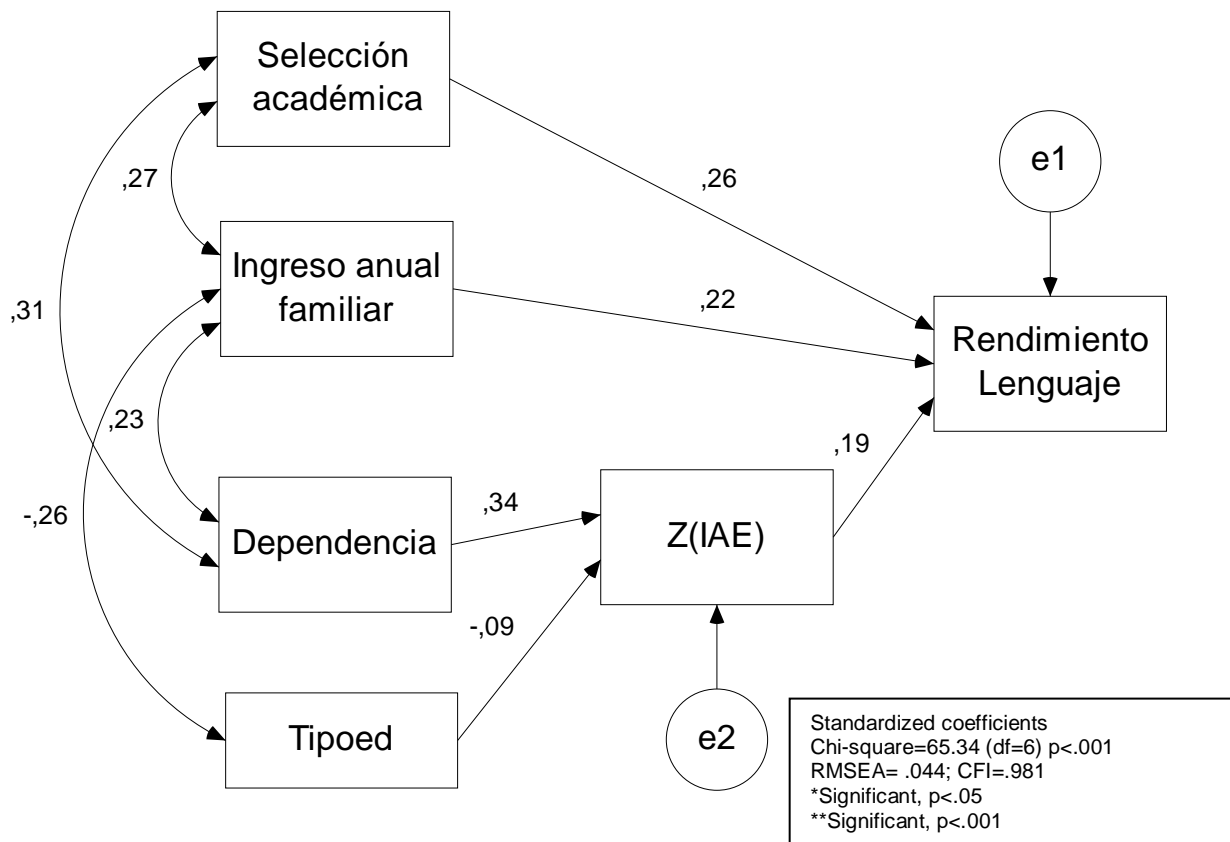 Selección
académica
e1
,27
,26
Ingreso anual
familiar
,31
,22
Rendimiento
Lenguaje
,23
,19
-,26
,34
Dependencia
Z(IAE)
-,09
Tipoed
e2
Standardized coefficients
Chi-square=65.34 (df=6) p<.001
RMSEA= .044; CFI=.981
*Significant, p<.05
**Significant, p<.001